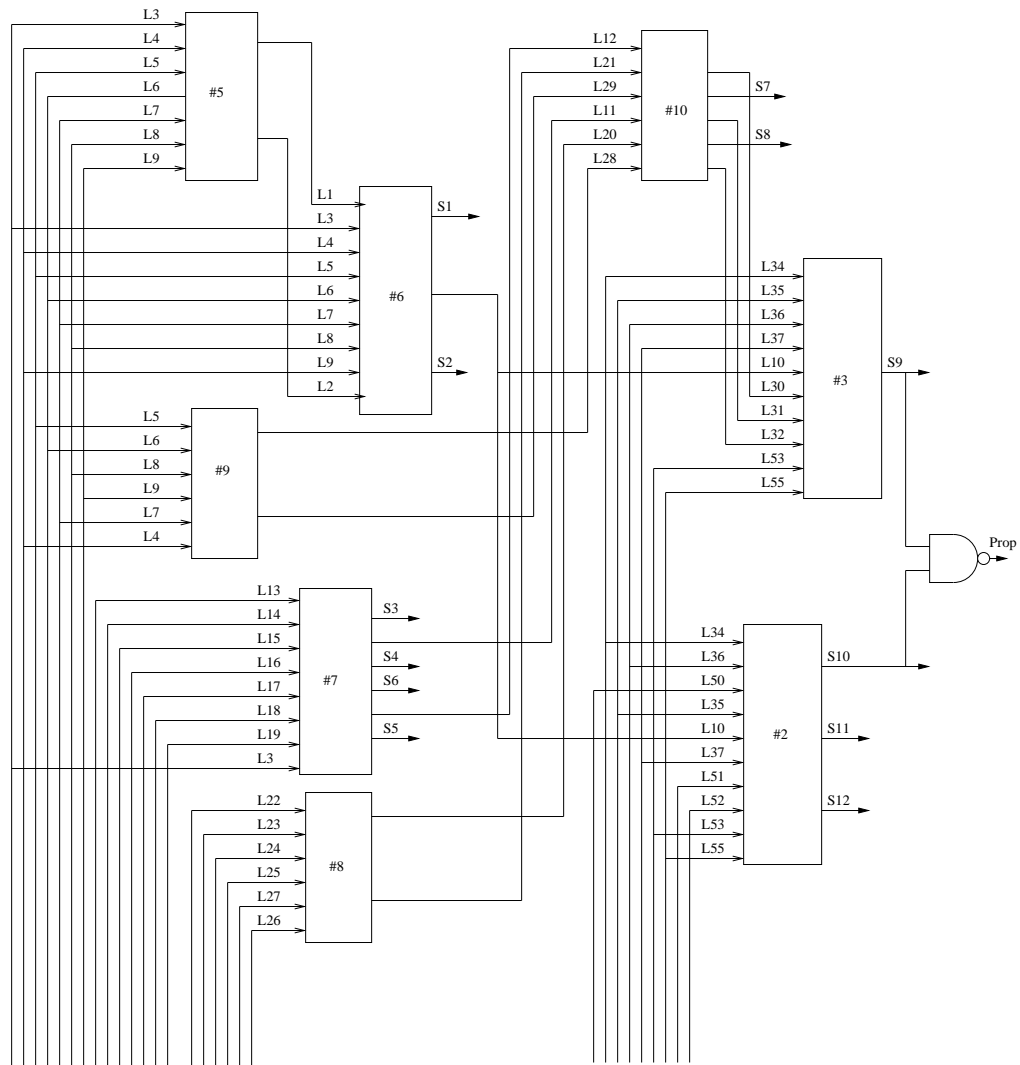 L3
L4
L5
L6
L7
L8
L9
#5
L1
L3
L4
L5
L6
L7
L8
L9
L2
#6
S1
S2
L5
L6
L8
L9
L7
L4
#9
L13
L14
L15
L16
L17
L18
L19
L3
#7
S3
S4
S6
S5
L22
L23
L24
L25
L27
L26
#8
L12
L21
L29
L11
L20
L28
#10
S7
S8
L34
L35
L36
L37
L10
L30
L31
L32
L53
L55
#3
S9
Prop
L34
L36
L50
L35
L10
L37
L51
L52
L53
L55
#2
S10
S11
S12